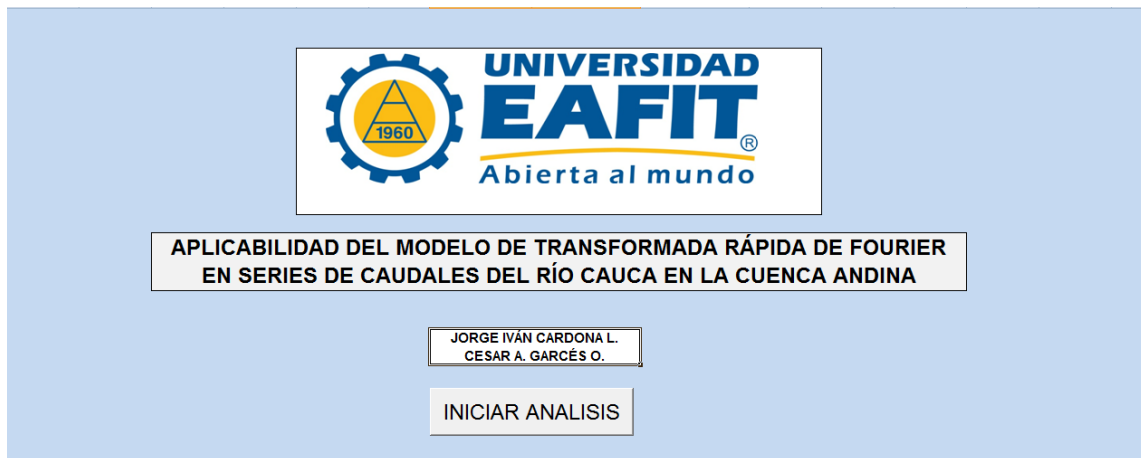 UNIVERSIDAD
EAFIT®
1960
Abierta al mundo
APLICABILIDAD DEL MODELO DE TRANSFORMADA RÁPIDA DE FOURIER
EN SERIES DE CAUDALES DEL RÍO CAUCA EN LA CUENCA ANDINA
JORGE IVÁN CARDONA L.
CESAR A. GARCÉS O.
INICIAR ANALISIS